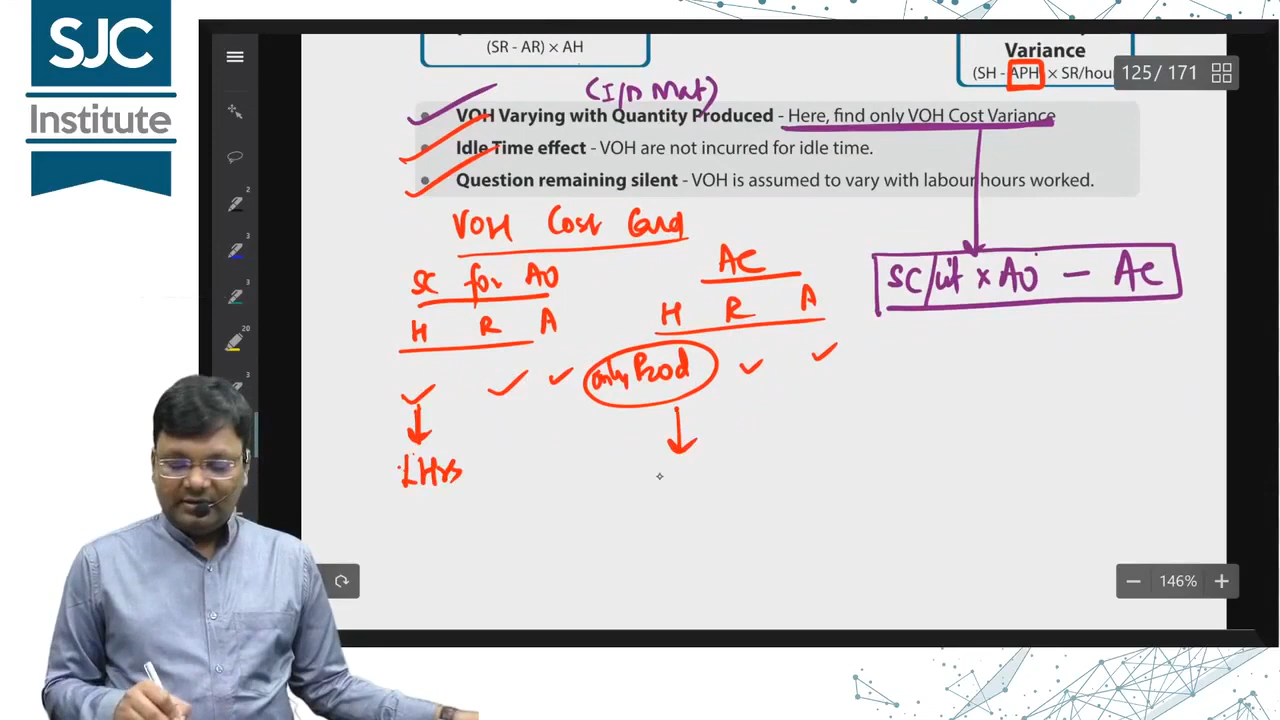 SJC
Institute
(SR - AR) × AH
Variance
(SH - APH) × SR/hou
125 / 171
(I/D Mat)
VOH Varying with Quantity Produced - Here, find only VOH Cost Variance
Idle Time effect - VOH are not incurred for idle time.
Question remaining silent - VOH is assumed to vary with labour hours worked.
VOH Cost Card
SC for AO
AC
H R A
H R A
SC/Ut × AO - AC
only Prod
LHrs
146%